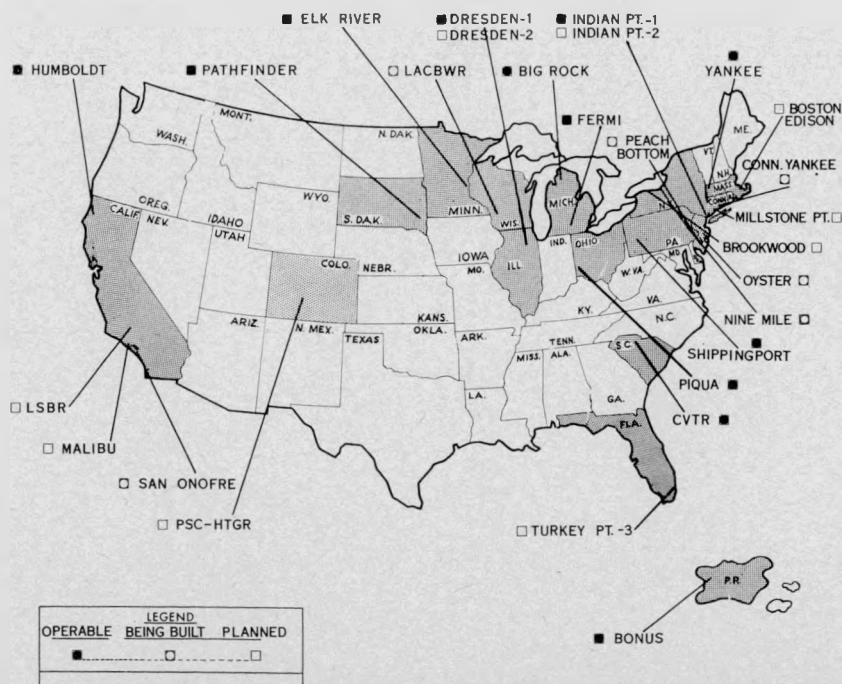 ELK RIVER
DRESDEN-1
DRESDEN-2
INDIAN PT.-1
INDIAN PT.-2
HUMBOLDT
PATHFINDER
LACBWR
BIG ROCK
YANKEE
FERMI
PEACH
BOTTOM
BOSTON
EDISON
CONN. YANKEE
MILLSTONE PT.
BROOKWOOD
OYSTER
NINE MILE
SHIPPINGPORT
PIQUA
CVTR
LSBR
MALIBU
SAN ONOFRE
PSC-HTGR
TURKEY PT.-3
BONUS
WASH.
MONT.
N.DAK.
ME.
VT.
N.H.
MASS
CONN.
OREG.
IDAHO
WYO.
S.DAK.
MINN.
WIS.
MICH.
N.Y.
CALIF.
NEV.
UTAH
COLO.
NEBR.
IOWA
MO.
ILL
IND.
OHIO
PA
MD.
W.VA.
VA.
KY.
N.C.
KANS.
OKLA.
ARIZ.
N.MEX.
TEXAS
ARK.
TENN.
MISS.
ALA.
S.C.
GA.
LA.
FLA.
P.R.
LEGEND
OPERABLE BEING BUILT PLANNED